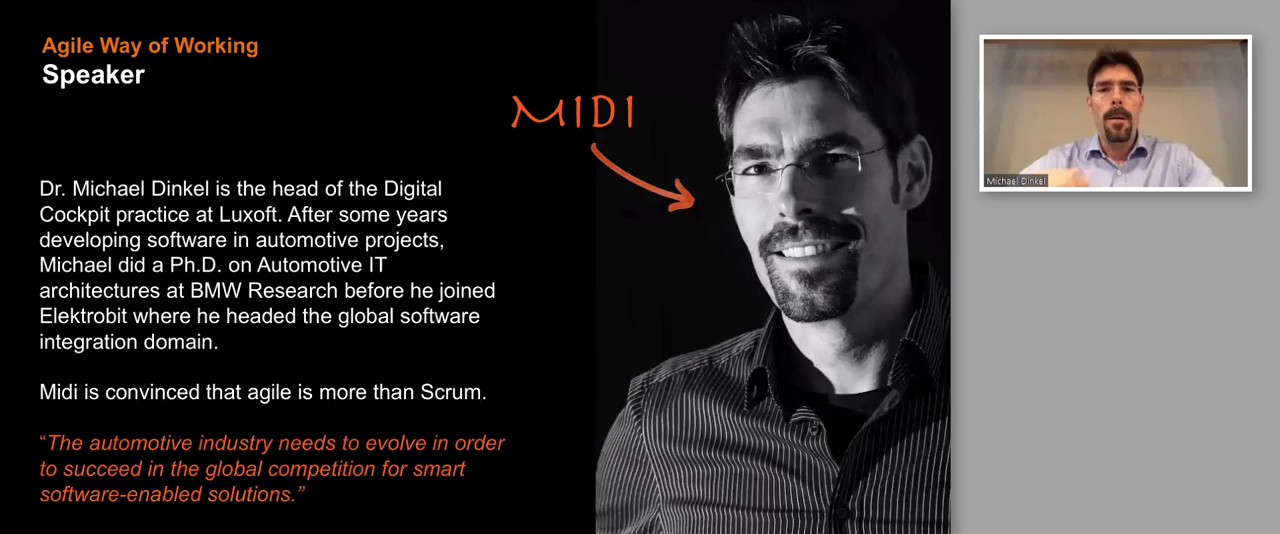 Agile Way of Working
Speaker
MIDI
Dr. Michael Dinkel is the head of the Digital
Cockpit practice at Luxoft. After some years
developing software in automotive projects,
Michael did a Ph.D. on Automotive IT
architectures at BMW Research before he joined
Elektrobit where he headed the global software
integration domain.
Midi is convinced that agile is more than Scrum.
“The automotive industry needs to evolve in order
to succeed in the global competition for smart
software-enabled solutions.”
Michael Dinkel